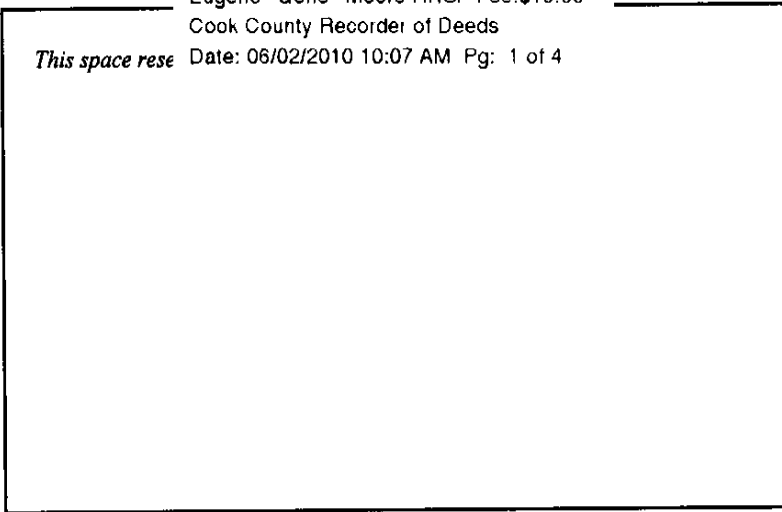 Cook County Recorder of Deeds
This space rese Date: 06/02/2010 10:07 AM Pg: 1 of 4